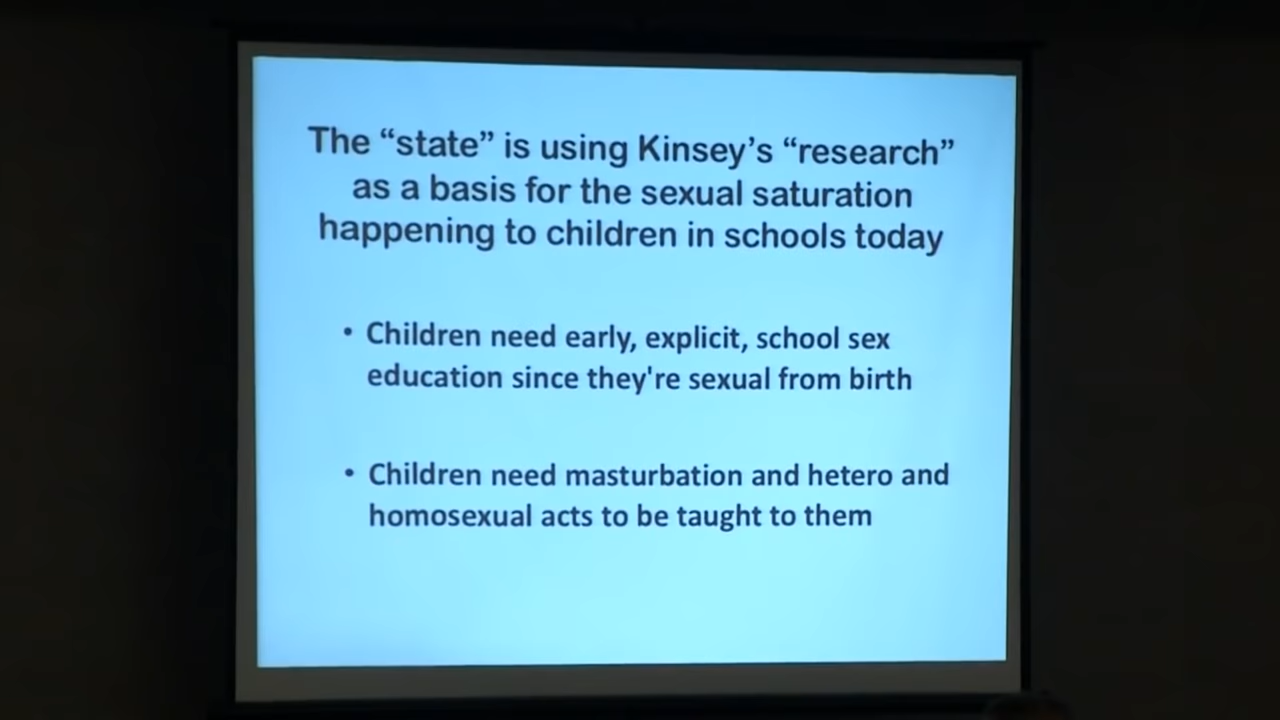 The “state” is using Kinsey’s “research”
as a basis for the sexual saturation
happening to children in schools today
• Children need early, explicit, school sex
education since they're sexual from birth
• Children need masturbation and hetero and
homosexual acts to be taught to them